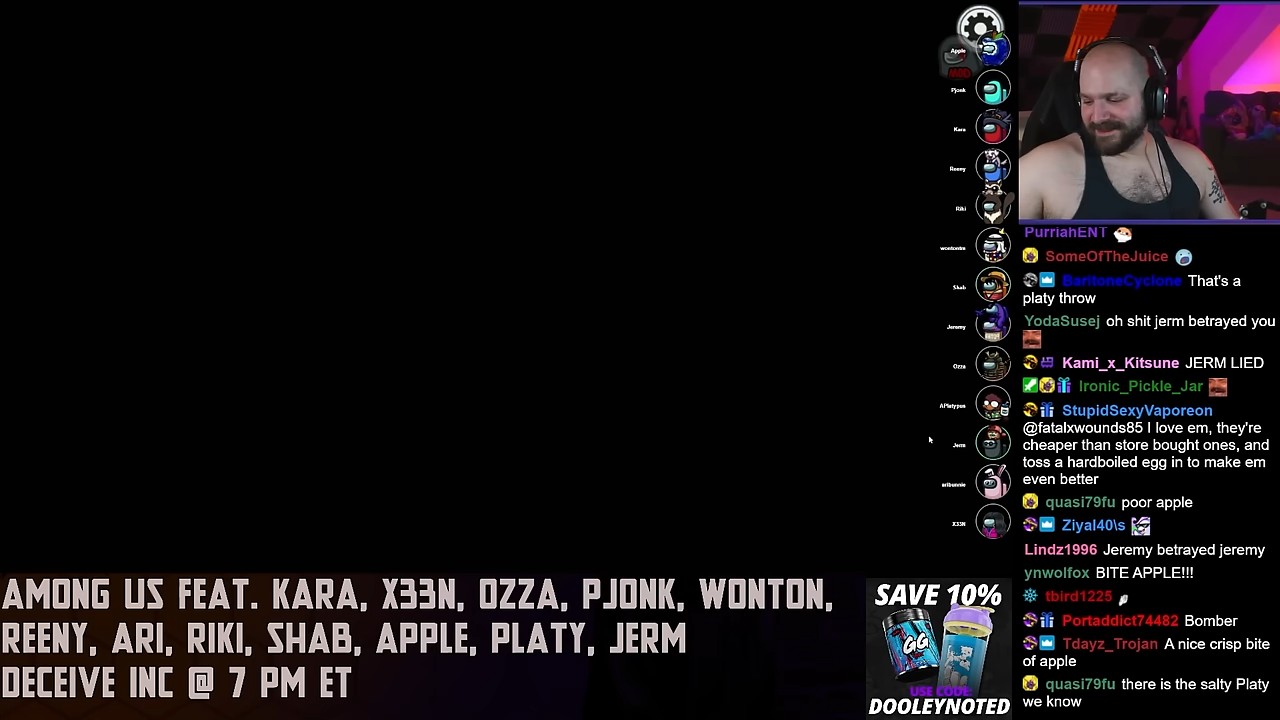 Apple
MOD
Pjonk
Kara
Reeny
Riki
wontontre
Shab
Jeremy
Ozza
APlatypus
Jerm
aribunnie
X33N
PurriahENT
SomeOfTheJuice
BaritoneCyclone That's a
platy throw
YodaSusej oh shit jerm betrayed you
Kami_x_Kitsune JERM LIED
Ironic_Pickle_Jar
StupidSexyVaporeon
@fatalxwounds85 I love em, they're
cheaper than store bought ones, and
toss a hardboiled egg in to make em
even better
quasi79fu poor apple
Ziyal40\s
Lindz1996 Jeremy betrayed jeremy
ynwolfox BITE APPLE!!!
tbird1225
Portaddict74482 Bomber
Tdayz_Trojan A nice crisp bite
of apple
quasi79fu there is the salty Platy
we know
AMONG US FEAT. KARA, X33N, OZZA, PJONK, WONTON,
REENY, ARI, RIKI, SHAB, APPLE, PLATY, JERM
DECEIVE INC @ 7 PM ET
SAVE 10%
GG
USE CODE:
DOOLEYNOTED